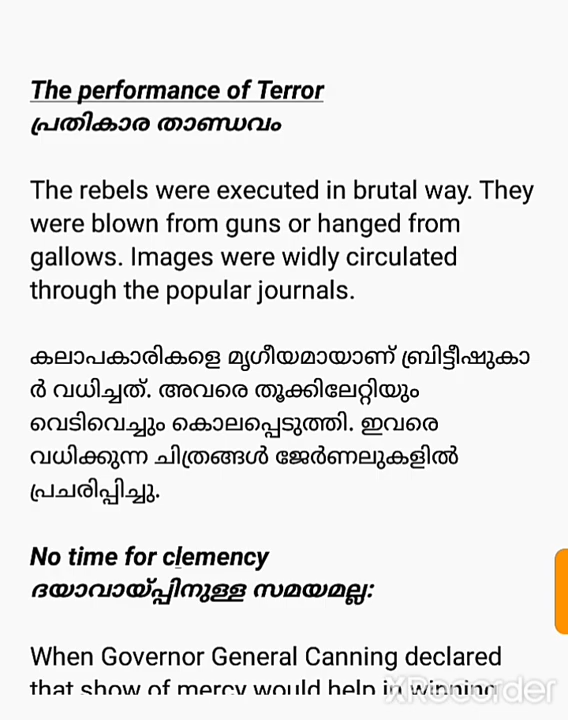 The performance of Terror
പ്രതികാര താണ്ഡവം
The rebels were executed in brutal way. They
were blown from guns or hanged from
gallows. Images were widly circulated
through the popular journals.
കലാപകാരികളെ മൃഗീയമായാണ് ബ്രിട്ടീഷുകാ
ർ വധിച്ചത്. അവരെ തൂക്കിലേറ്റിയും
വെടിവെച്ചും കൊലപ്പെടുത്തി. ഇവരെ
വധിക്കുന്ന ചിത്രങ്ങൾ ജേർണലുകളിൽ
പ്രചരിപ്പിച്ചു.
No time for clemency
ദയാവായ്പ്പിനുള്ള സമയമല്ല:
When Governor General Canning declared
that show of mercy would help in winning
XRecorder